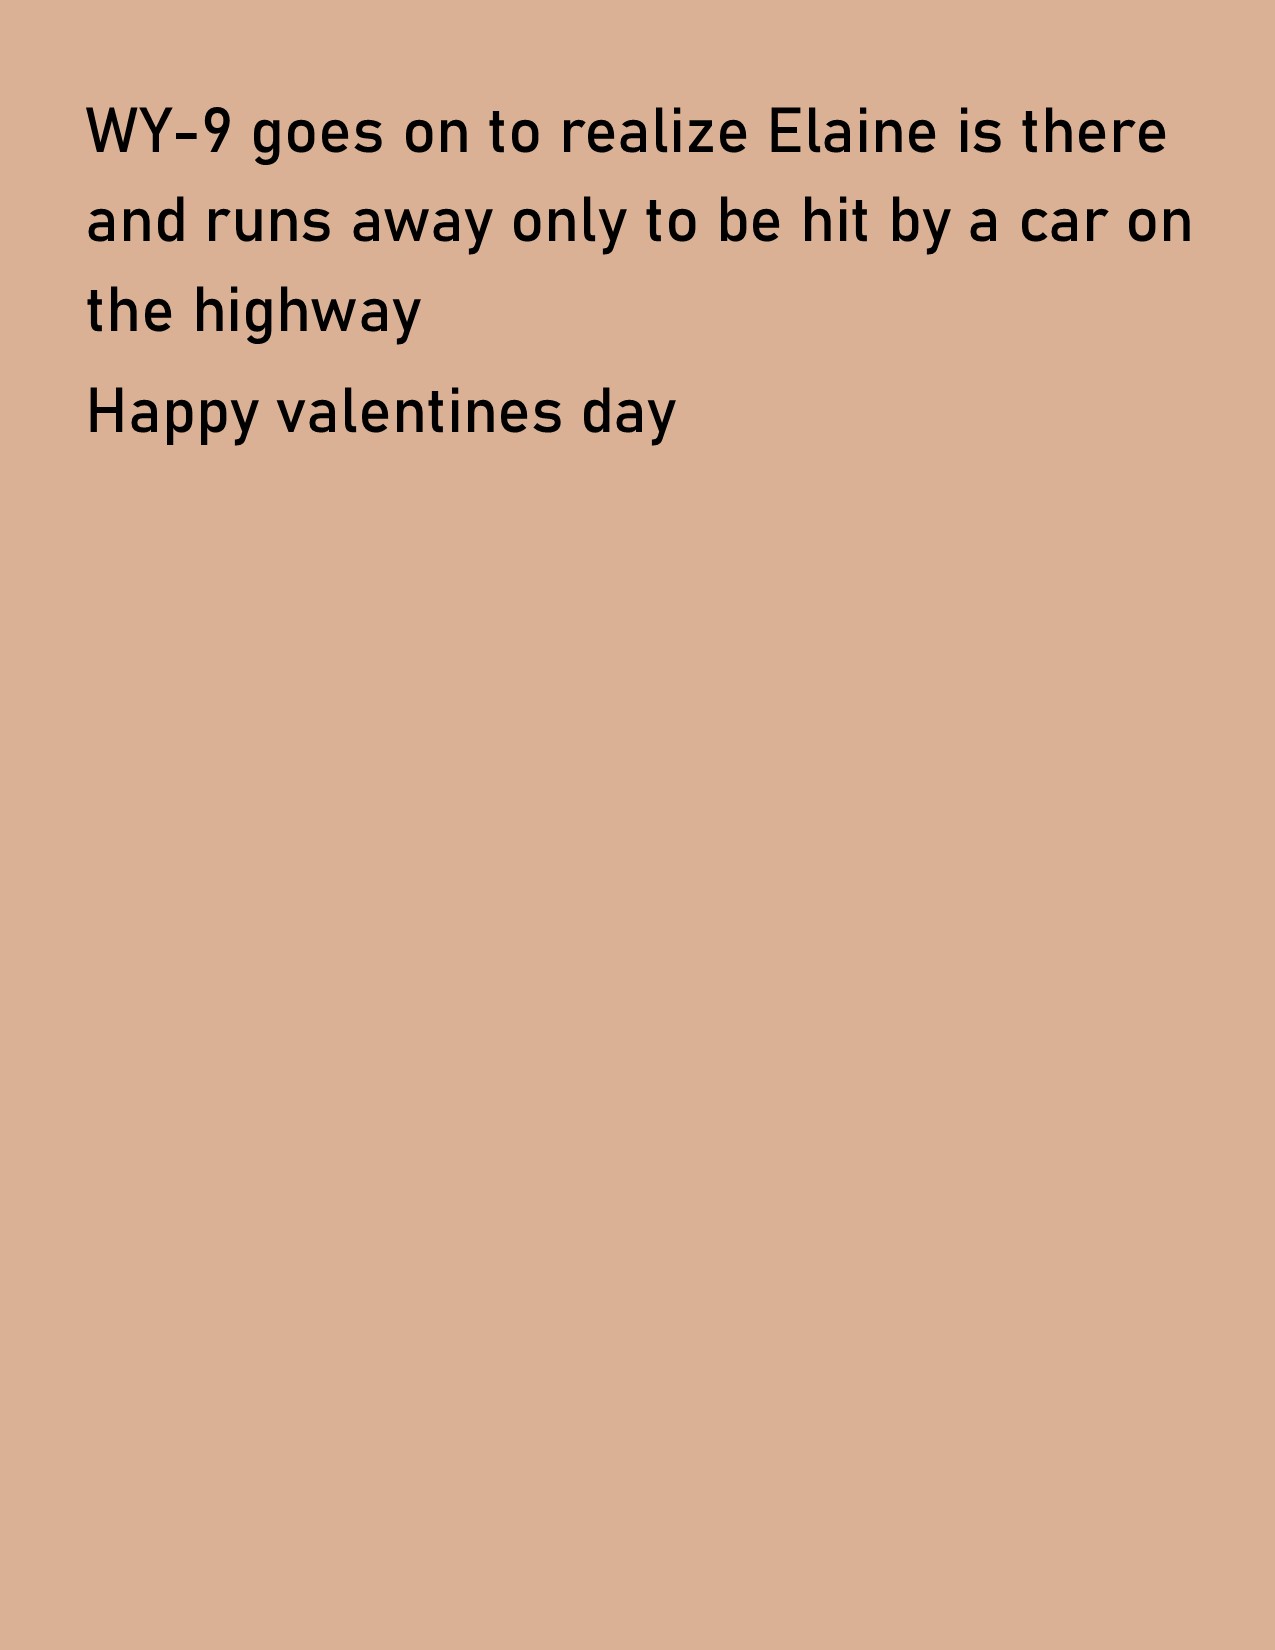 WY-9 goes on to realize Elaine is there
and runs away only to be hit by a car on
the highway
Happy valentines day